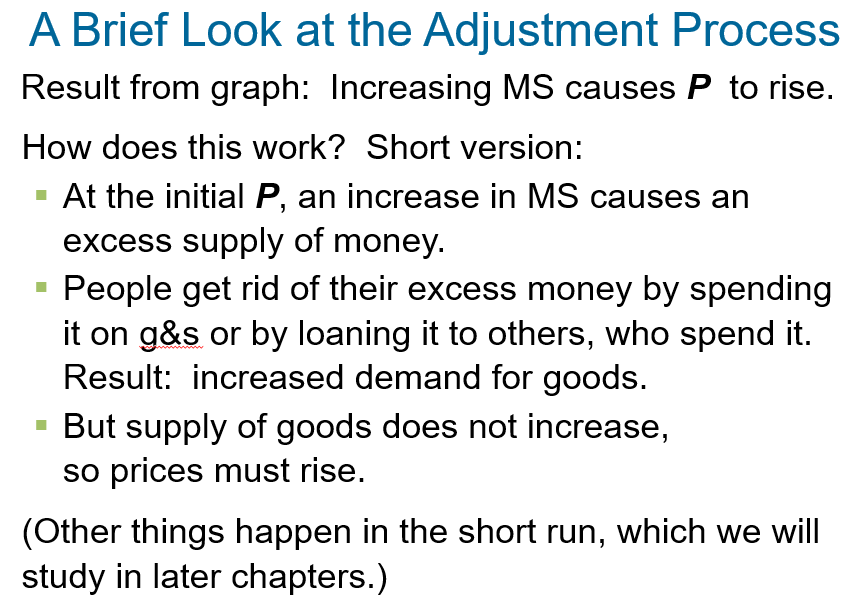 A Brief Look at the Adjustment Process
Result from graph:  Increasing MS causes P  to rise.
How does this work?  Short version:
▪ At the initial P, an increase in MS causes an
excess supply of money.
▪ People get rid of their excess money by spending
it on g&s or by loaning it to others, who spend it.
Result:  increased demand for goods.
▪ But supply of goods does not increase,
so prices must rise.
(Other things happen in the short run, which we will
study in later chapters.)